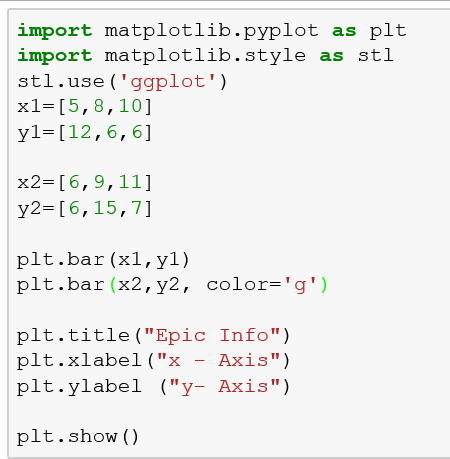 import matplotlib.pyplot as plt
import matplotlib.style as stl
stl.use('ggplot')
x1=[5,8,10]
y1=[12,6,6]
x2=[6,9,11]
y2=[6,15,7]
plt.bar(x1,y1)
plt.bar(x2,y2, color='g')
plt.title("Epic Info")
plt.xlabel("x - Axis")
plt.ylabel ("y- Axis")
plt.show()